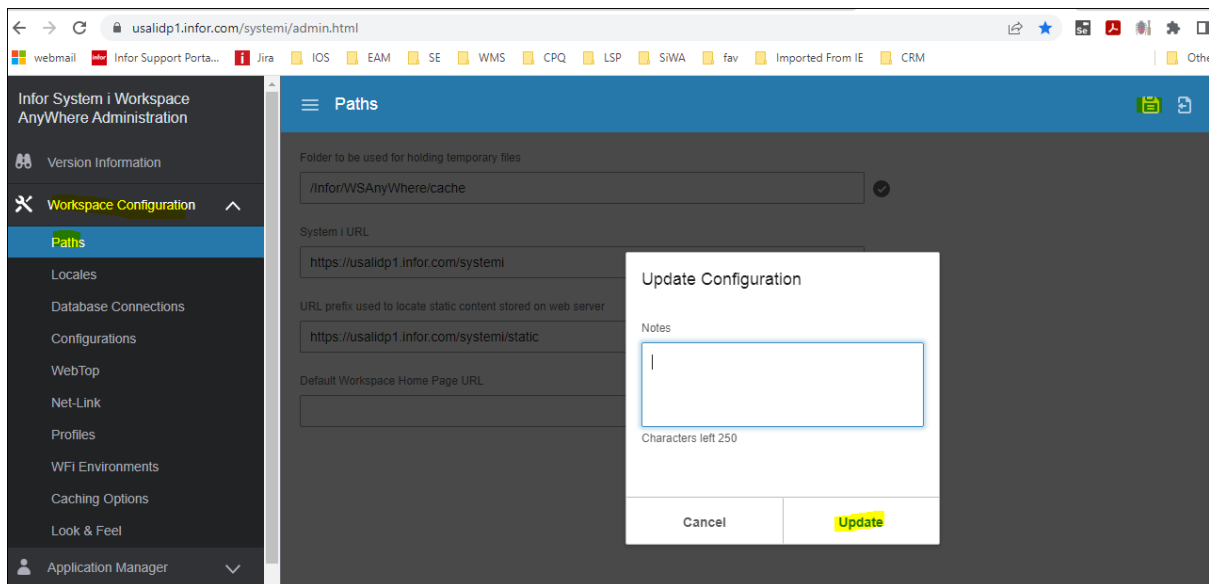 usalidp1.infor.com/systemi/admin.html
Se
webmail infor Infor Support Porta... Jira IOS EAM SE WMS CPQ LSP SiWA fav Imported From IE CRM Othe
Infor System i Workspace
AnyWhere Administration
Paths
Version Information
Folder to be used for holding temporary files
/Infor/WSAnyWhere/cache
Workspace Configuration
Paths
System i URL
https://usalidp1.infor.com/systemi
Locales
Database Connections
URL prefix used to locate static content stored on web server
https://usalidp1.infor.com/systemi/static
Configurations
WebTop
Default Workspace Home Page URL
Net-Link
Profiles
WFi Environments
Caching Options
Look & Feel
Application Manager
Update Configuration
Notes
Characters left 250
Cancel Update